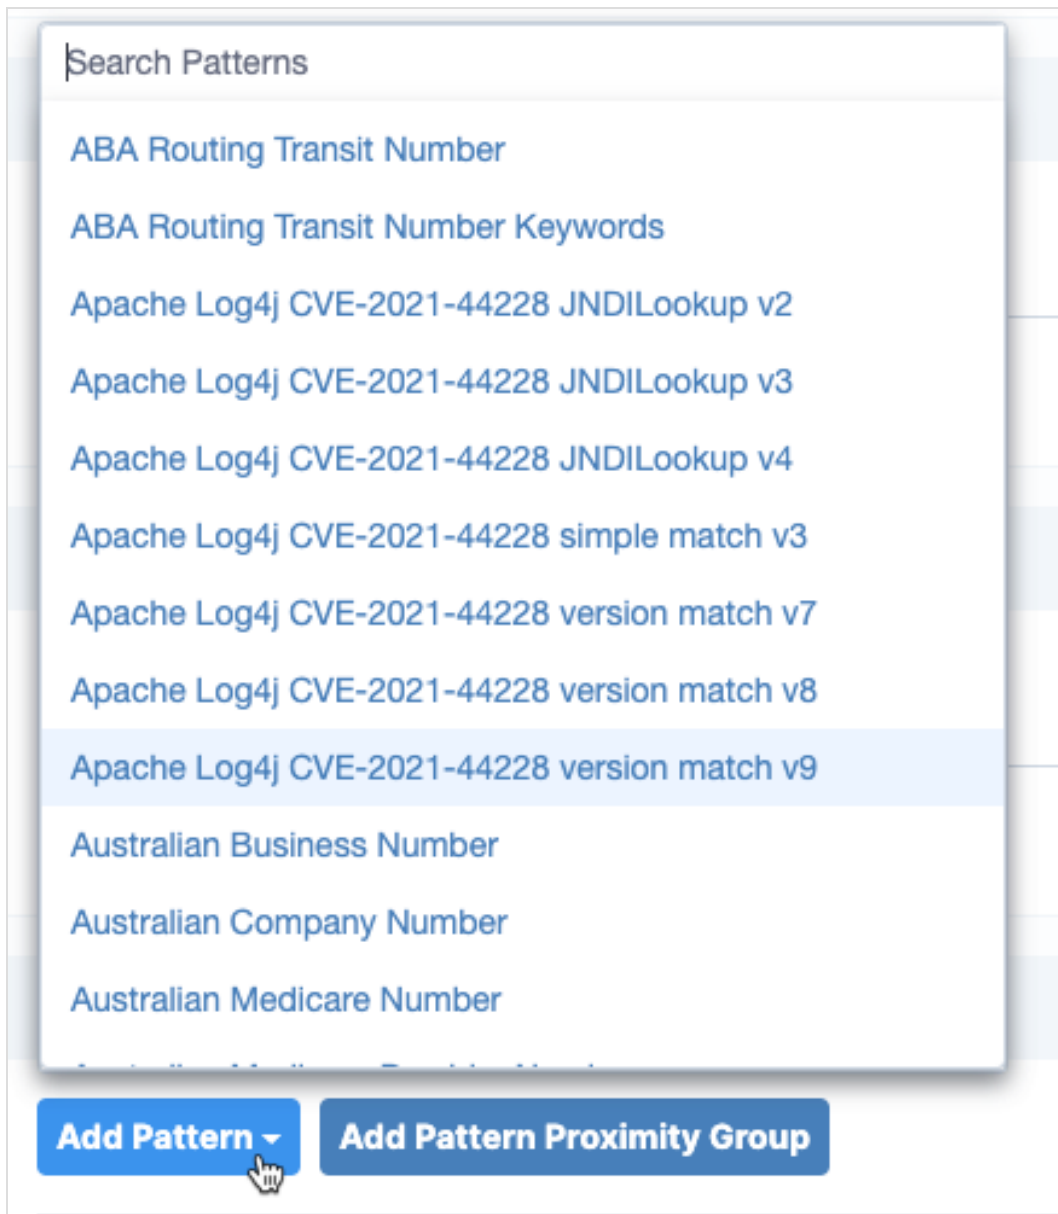 Search Patterns
ABA Routing Transit Number
ABA Routing Transit Number Keywords
Apache Log4j CVE-2021-44228 JNDILookup v2
Apache Log4j CVE-2021-44228 JNDILookup v3
Apache Log4j CVE-2021-44228 JNDILookup v4
Apache Log4j CVE-2021-44228 simple match v3
Apache Log4j CVE-2021-44228 version match v7
Apache Log4j CVE-2021-44228 version match v8
Apache Log4j CVE-2021-44228 version match v9
Australian Business Number
Australian Company Number
Australian Medicare Number
Add Pattern
Add Pattern Proximity Group